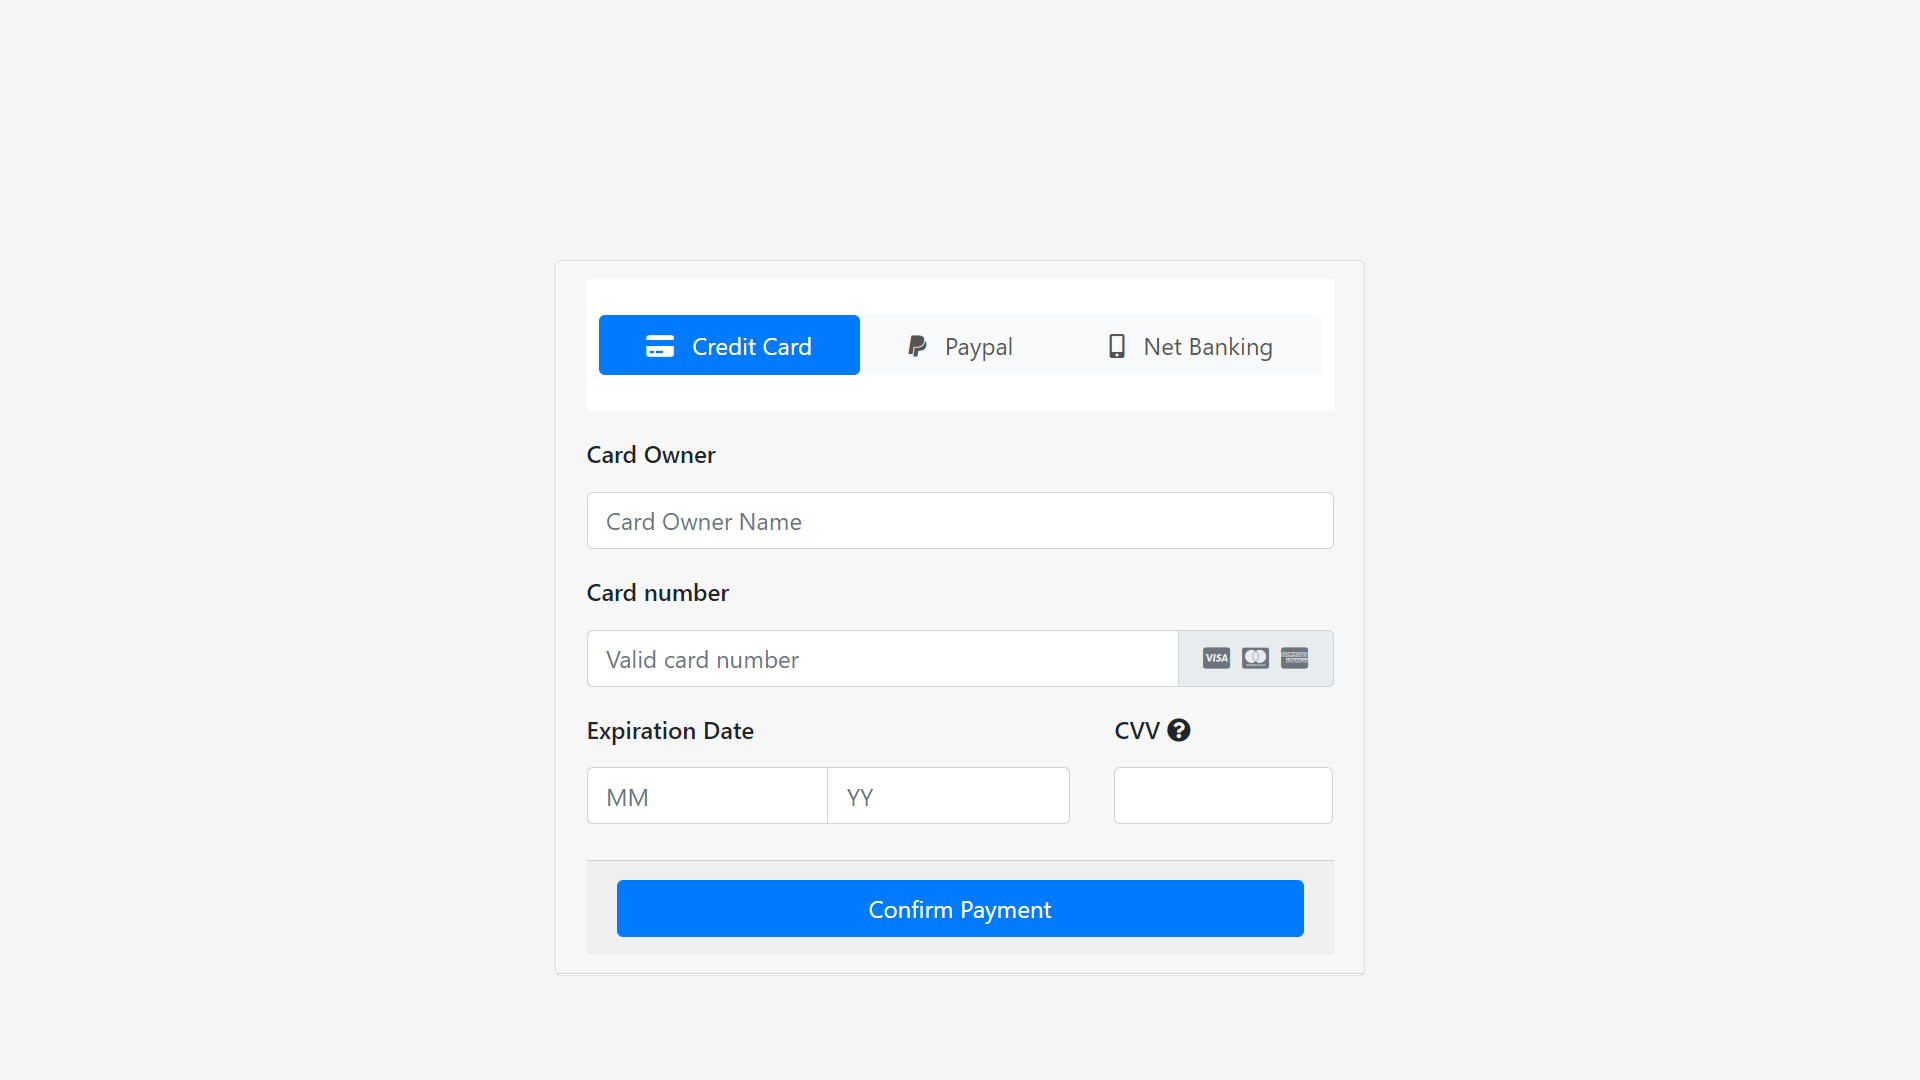 Credit Card Paypal Net Banking
Card Owner
Card Owner Name
Card number
Valid card number VISA
Expiration Date CVV
MM YY
Confirm Payment